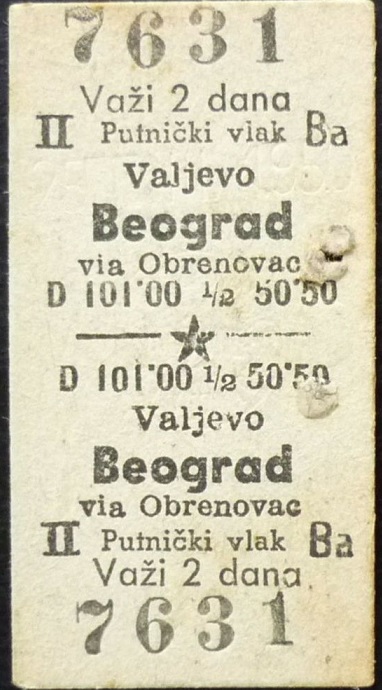 7631
Važi 2 dana
II Putnički vlak Ba
Valjevo
Beograd
via Obrenovac
D 101'00 1/2 50'50
D 101'00 1/2 50'50
Valjevo
Beograd
via Obrenovac
II Putnički vlak Ba
Važi 2 dana
7631